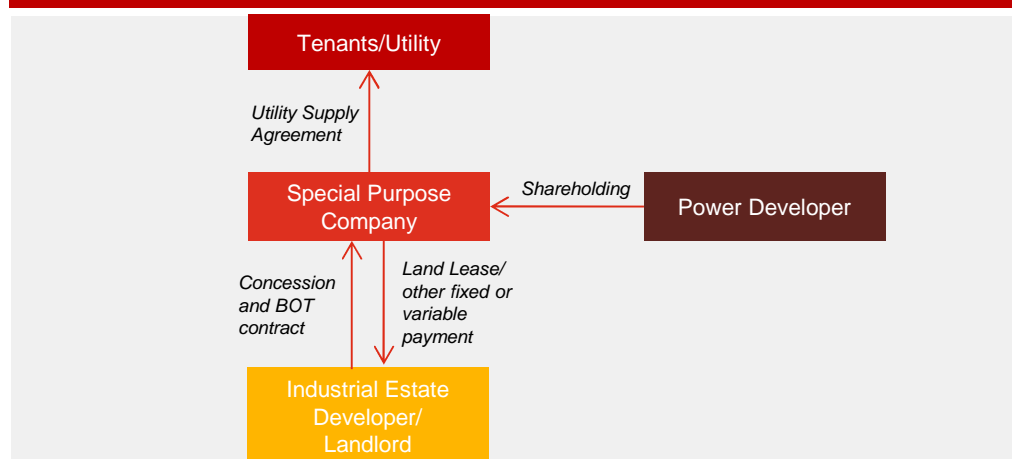 Tenants/Utility
Utility Supply
Agreement
Special Purpose
Company
Shareholding
Power Developer
Concession
and BOT
contract
Land Lease/
other fixed or
variable
payment
Industrial Estate
Developer/
Landlord